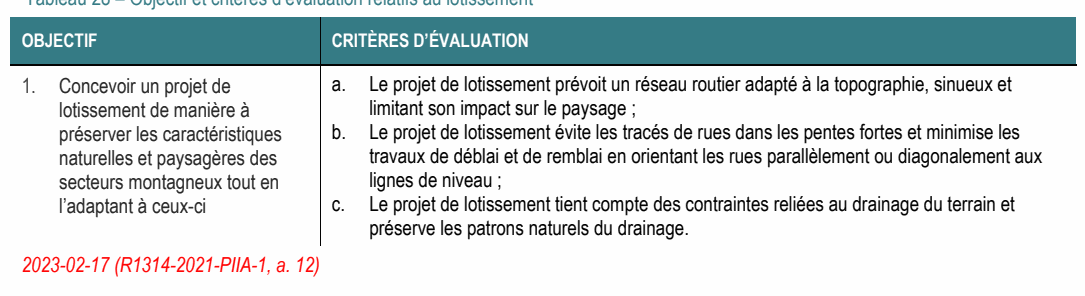 Tableau 26 – Objectif et critères d'évaluation relatifs au lotissement
OBJECTIF
CRITÈRES D'ÉVALUATION
1. Concevoir un projet de
lotissement de manière à
préserver les caractéristiques
naturelles et paysagères des
secteurs montagneux tout en
l'adaptant à ceux-ci
a. Le projet de lotissement prévoit un réseau routier adapté à la topographie, sinueux et
limitant son impact sur le paysage ;
b. Le projet de lotissement évite les tracés de rues dans les pentes fortes et minimise les
travaux de déblai et de remblai en orientant les rues parallèlement ou diagonalement aux
lignes de niveau ;
c. Le projet de lotissement tient compte des contraintes reliées au drainage du terrain et
préserve les patrons naturels du drainage.
2023-02-17 (R1314-2021-PIIA-1, a. 12)